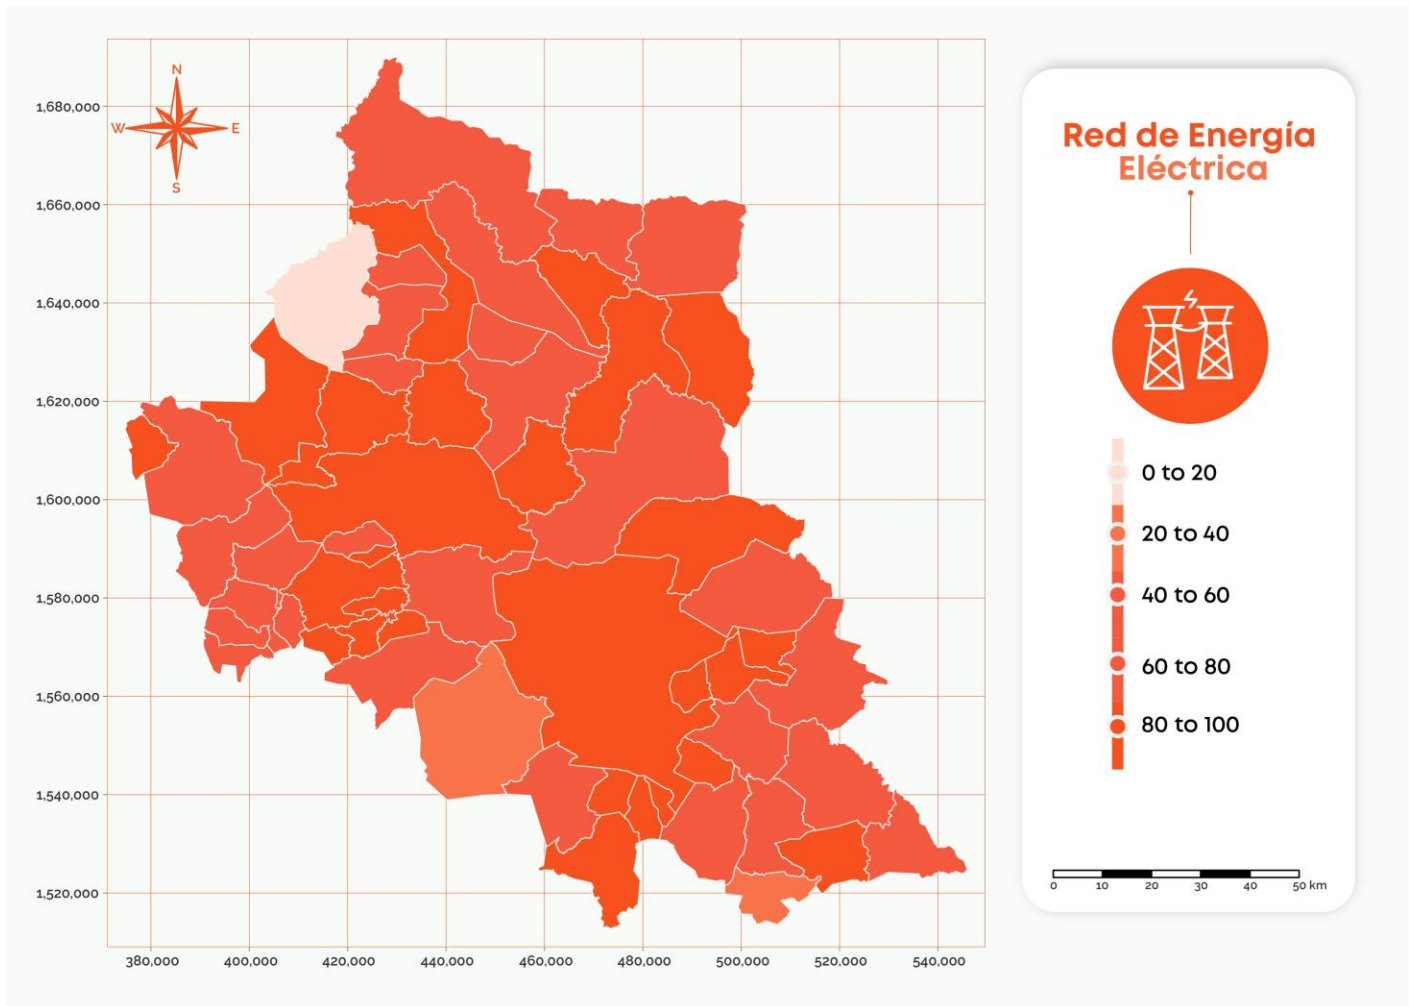 N
W
E
S
1,680,000
1,660,000
1,640,000
1,620,000
1,600,000
1,580,000
1,560,000
1,540,000
1,520,000
380,000
400,000
420,000
440,000
460,000
480,000
500,000
520,000
540,000
Red de Energía
Eléctrica
0 to 20
20 to 40
40 to 60
60 to 80
80 to 100
0 10 20 30 40 50 km